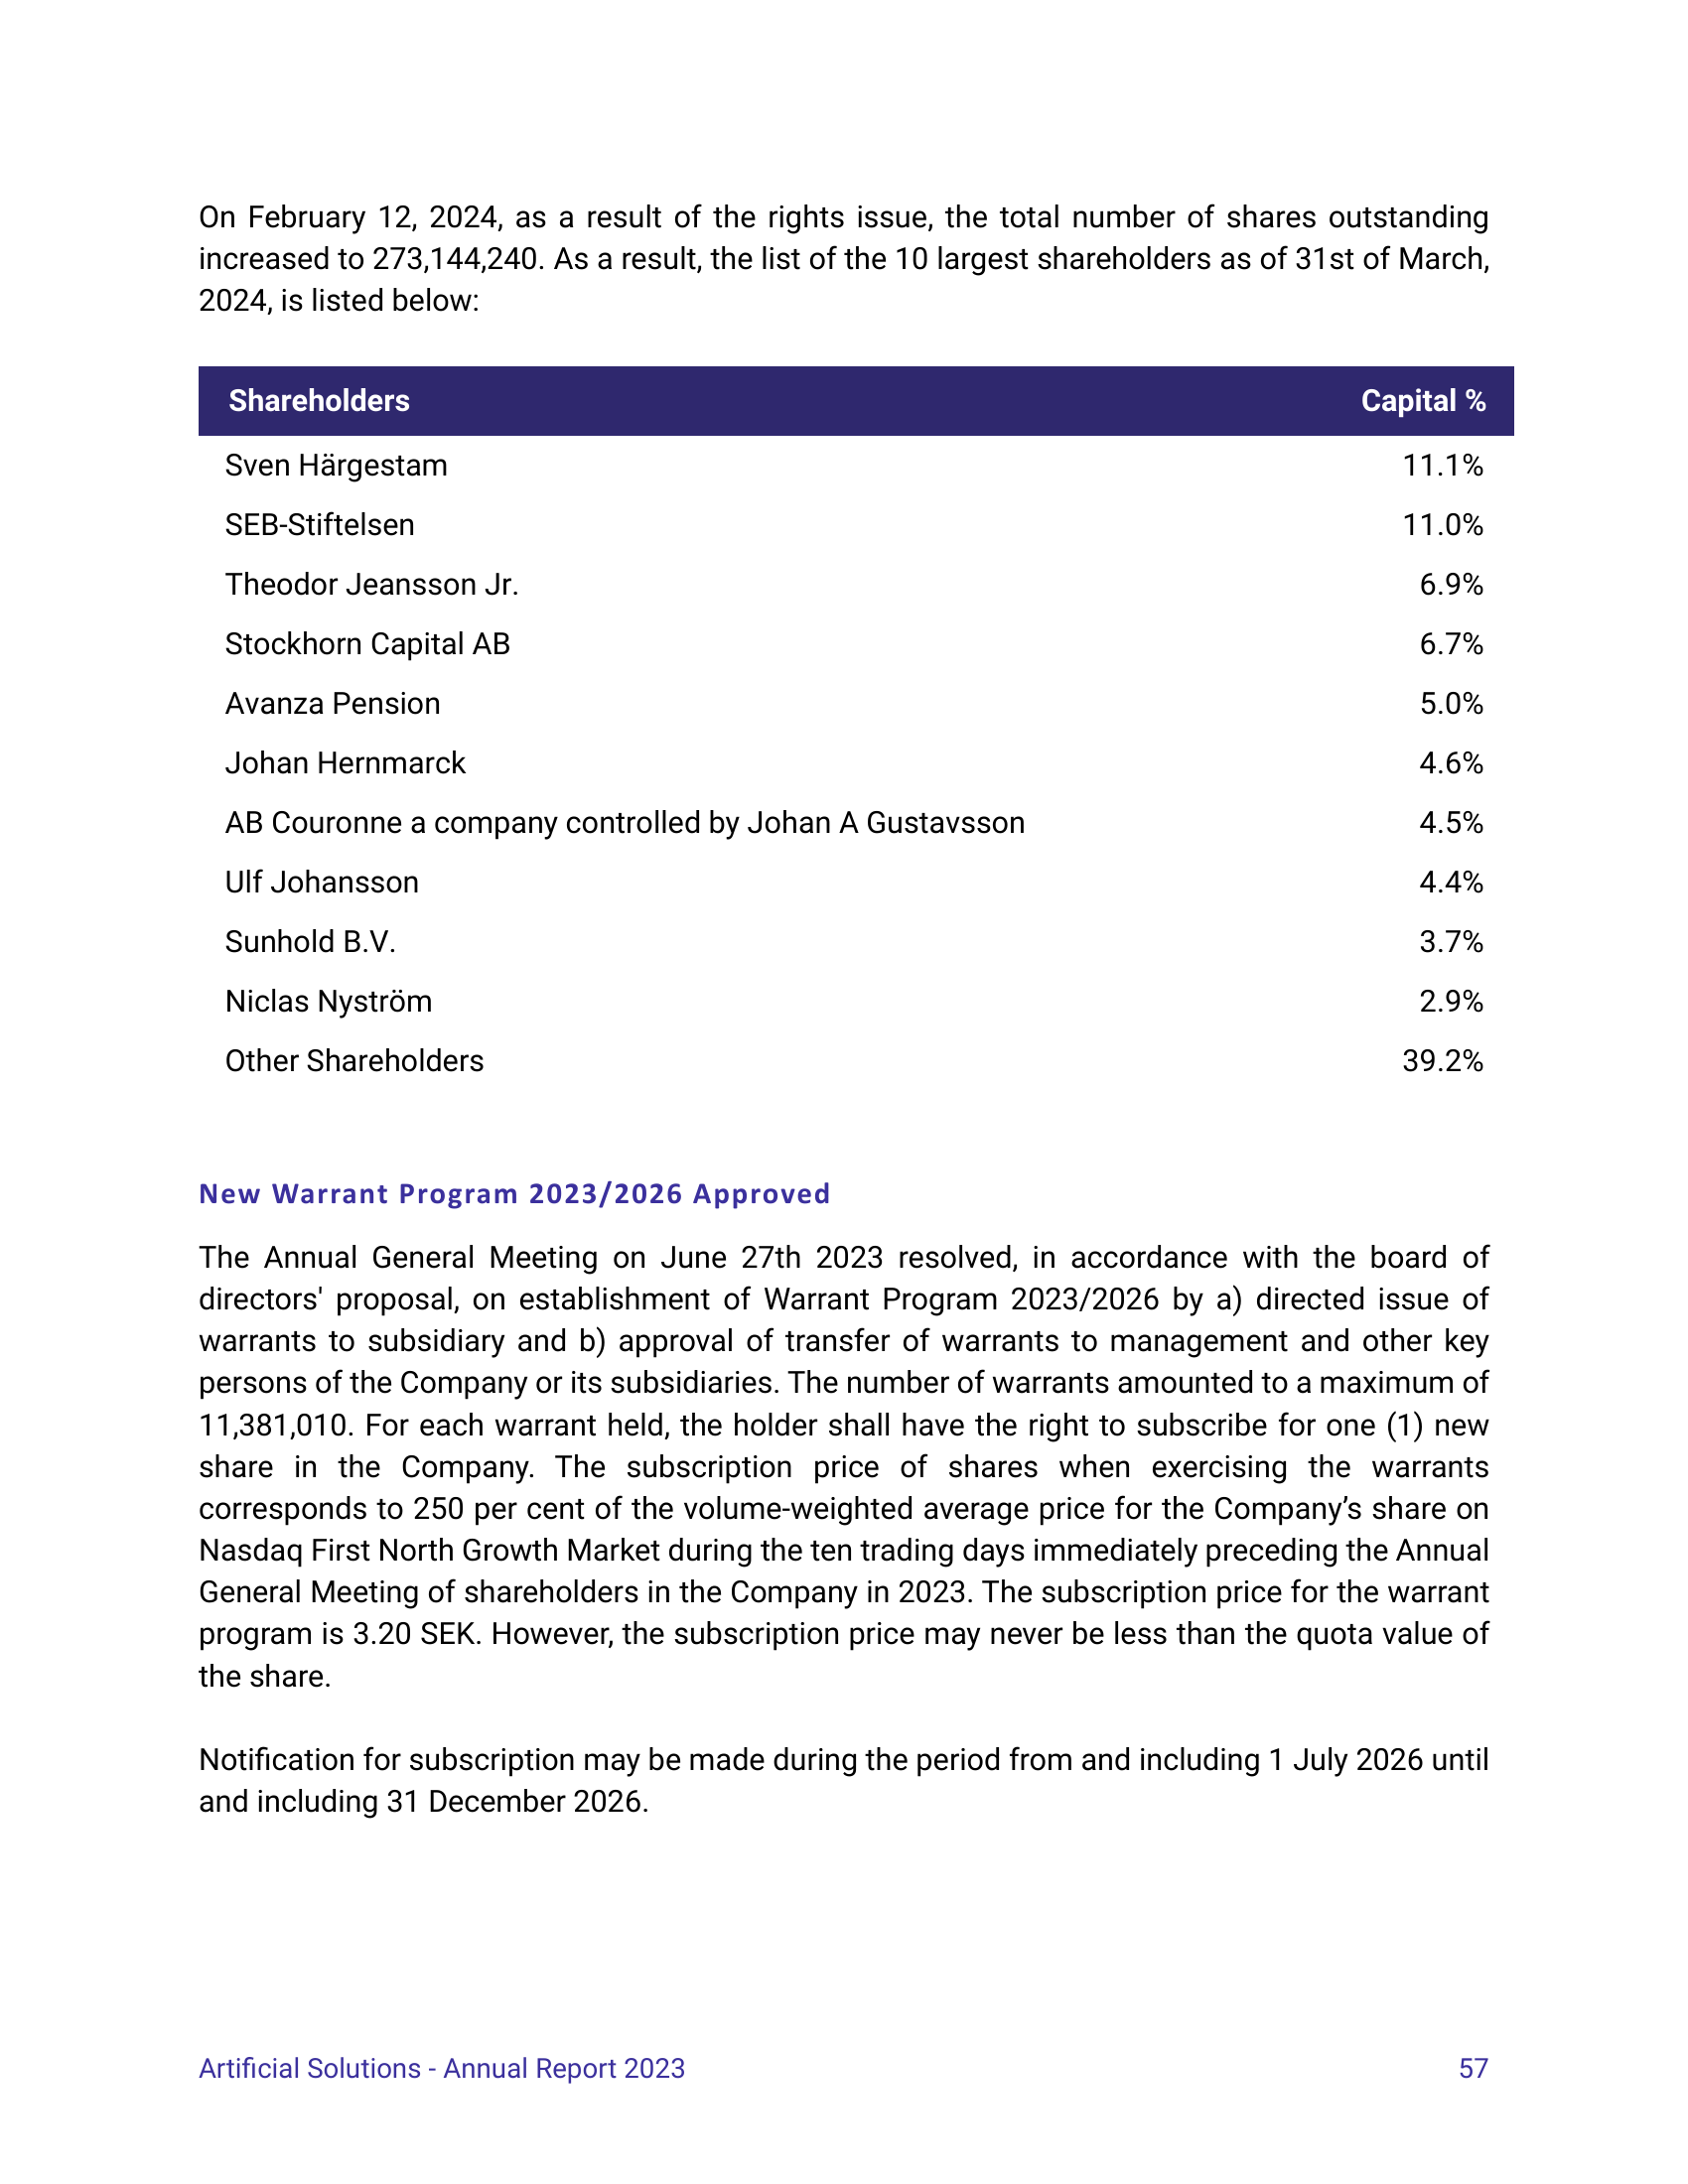 On February 12, 2024, as a result of the rights issue, the total number of shares outstanding
increased to 273,144,240. As a result, the list of the 10 largest shareholders as of 31st of March,
2024, is listed below:
Shareholders Capital %
Sven Härgestam 11.1%
SEB-Stiftelsen 11.0%
Theodor Jeansson Jr. 6.9%
Stockhorn Capital AB 6.7%
Avanza Pension 5.0%
Johan Hernmarck 4.6%
AB Couronne a company controlled by Johan A Gustavsson 4.5%
Ulf Johansson 4.4%
Sunhold B.V. 3.7%
Niclas Nyström 2.9%
Other Shareholders 39.2%
New Warrant Program 2023/2026 Approved
The Annual General Meeting on June 27th 2023 resolved, in accordance with the board of
directors' proposal, on establishment of Warrant Program 2023/2026 by a) directed issue of
warrants to subsidiary and b) approval of transfer of warrants to management and other key
persons of the Company or its subsidiaries. The number of warrants amounted to a maximum of
11,381,010. For each warrant held, the holder shall have the right to subscribe for one (1) new
share in the Company. The subscription price of shares when exercising the warrants
corresponds to 250 per cent of the volume-weighted average price for the Company’s share on
Nasdaq First North Growth Market during the ten trading days immediately preceding the Annual
General Meeting of shareholders in the Company in 2023. The subscription price for the warrant
program is 3.20 SEK. However, the subscription price may never be less than the quota value of
the share.
Notification for subscription may be made during the period from and including 1 July 2026 until
and including 31 December 2026.
Artificial Solutions - Annual Report 2023 57